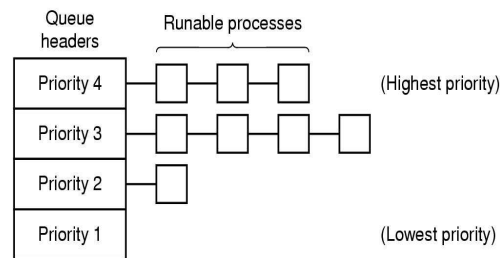 Queue
headers
Runable processes
Priority 4
(Highest priority)
Priority 3
Priority 2
Priority 1
(Lowest priority)